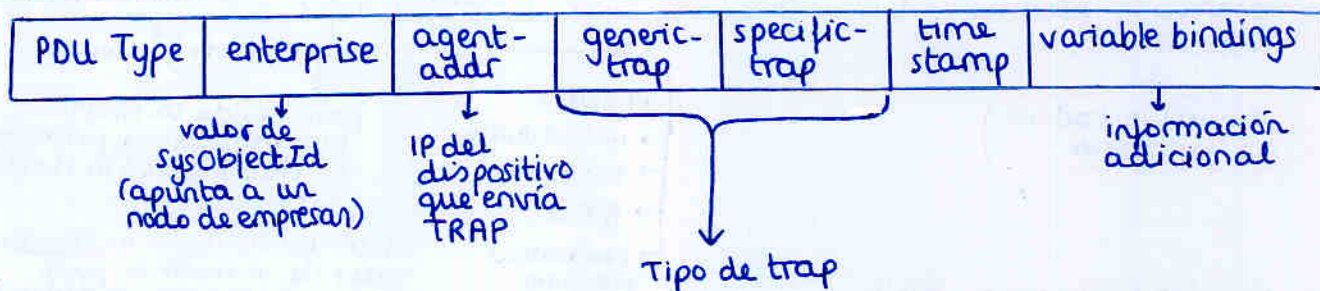 PDU Type
enterprise
agent-
addr
generic-
trap
specific-
trap
time
stamp
variable bindings
valor de
SysObjectId
(apunta a un
nodo de empresas)
IP del
dispositivo
que envía
TRAP
Tipo de trap
información
adicional